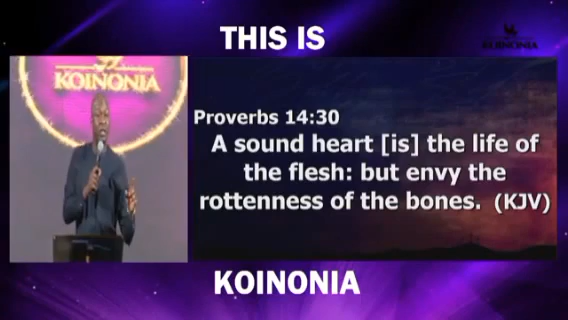 THIS IS
KOINONIA
KOINONIA
Proverbs 14:30
A sound heart [is] the life of
the flesh: but envy the
rottenness of the bones. (KJV)
KOINONIA